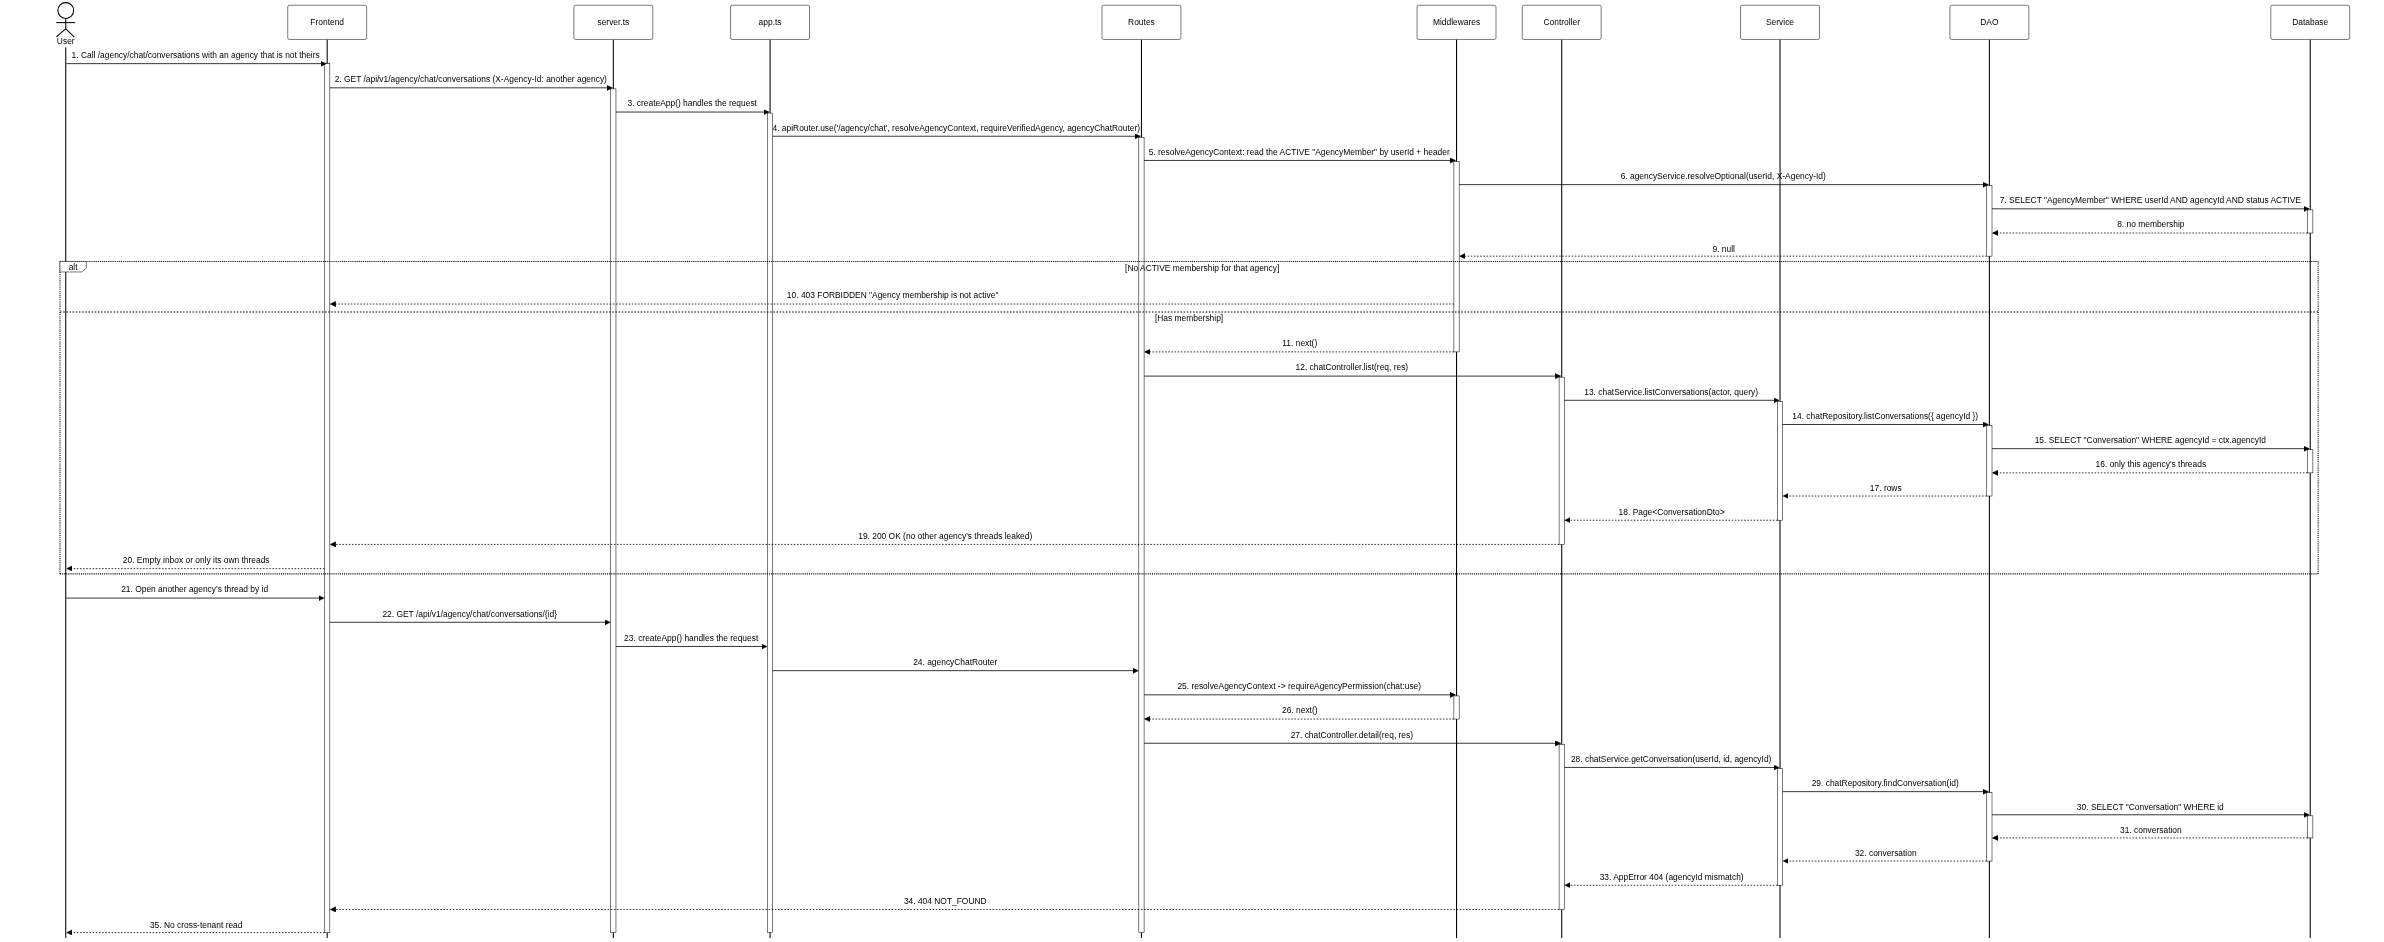 User
Frontend
server.ts
app.ts
Routes
Middlewares
Controller
Service
DAO
Database
1. Call /agency/chat/conversations with an agency that is not theirs
2. GET /api/v1/agency/chat/conversations (X-Agency-Id: another agency)
3. createApp() handles the request
4. apiRouter.use('/agency/chat', resolveAgencyContext, requireVerifiedAgency, agencyChatRouter)
5. resolveAgencyContext: read the ACTIVE "AgencyMember" by userId + header
6. agencyService.resolveOptional(userId, X-Agency-Id)
7. SELECT "AgencyMember" WHERE userId AND agencyId AND status ACTIVE
8. no membership
9. null
alt
[No ACTIVE membership for that agency]
10. 403 FORBIDDEN "Agency membership is not active"
[Has membership]
11. next()
12. chatController.list(req, res)
13. chatService.listConversations(actor, query)
14. chatRepository.listConversations({ agencyId })
15. SELECT "Conversation" WHERE agencyId = ctx.agencyId
16. only this agency's threads
17. rows
18. Page<ConversationDto>
19. 200 OK (no other agency's threads leaked)
20. Empty inbox or only its own threads
21. Open another agency's thread by id
22. GET /api/v1/agency/chat/conversations/{id}
23. createApp() handles the request
24. agencyChatRouter
25. resolveAgencyContext -> requireAgencyPermission(chat:use)
26. next()
27. chatController.detail(req, res)
28. chatService.getConversation(userId, id, agencyId)
29. chatRepository.findConversation(id)
30. SELECT "Conversation" WHERE id
31. conversation
32. conversation
33. AppError 404 (agencyId mismatch)
34. 404 NOT_FOUND
35. No cross-tenant read